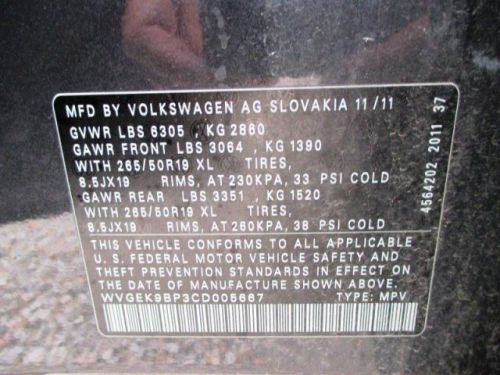 MFD BY VOLKSWAGEN AG SLOVAKIA 11/11
GVWR LBS 6305 , KG 2860
GAWR FRONT LBS 3064 , KG 1390
WITH 265/50R19 XL TIRES,
8.5JX19 RIMS, AT 230KPA, 33 PSI COLD
GAWR REAR LBS 3351 , KG 1520
WITH 265/50R19 XL TIRES,
8.5JX19 RIMS, AT 260KPA, 38 PSI COLD
THIS VEHICLE CONFORMS TO ALL APPLICABLE
U. S. FEDERAL MOTOR VEHICLE SAFETY AND
THEFT PREVENTION STANDARDS IN EFFECT ON
THE DATE OF MANUFACTURE SHOWN ABOVE.
WVGEK9BP3CD005667 TYPE: MPV
4564202 2011 37